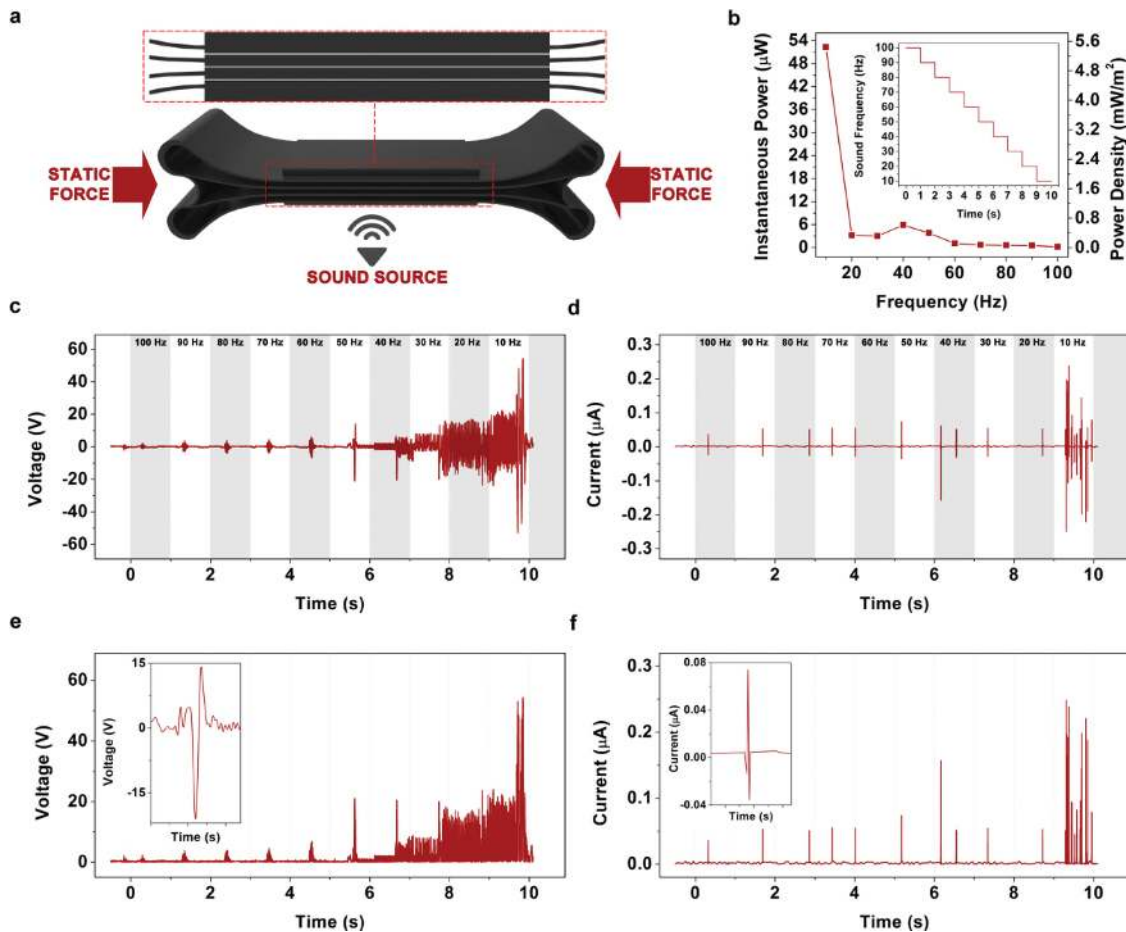 a
STATIC
FORCE
STATIC
FORCE
SOUND SOURCE
b
Instantaneous Power (μW)
54
48
42
36
30
24
18
12
6
0
Power Density (mW/m²)
5.6
4.8
4.0
3.2
2.4
1.6
0.8
0.0
20 40 60 80 100
Frequency (Hz)
Sound Frequency (Hz)
100
90
80
70
60
50
40
30
20
10
0 1 2 3 4 5 6 7 8 9 10
Time (s)
c
100 Hz 90 Hz 80 Hz 70 Hz 60 Hz 50 Hz 40 Hz 30 Hz 20 Hz 10 Hz
Voltage (V)
60
40
20
0
-20
-40
-60
0 2 4 6 8 10
Time (s)
d
100 Hz 90 Hz 80 Hz 70 Hz 60 Hz 50 Hz 40 Hz 30 Hz 20 Hz 10 Hz
Current (μA)
0.3
0.2
0.1
0.0
-0.1
-0.2
-0.3
0 2 4 6 8 10
Time (s)
e
Voltage (V)
60
40
20
0
0 2 4 6 8 10
Time (s)
Voltage (V)
15
0
-15
Time (s)
f
Current (μA)
0.3
0.2
0.1
0.0
0 2 4 6 8 10
Time (s)
Current (μA)
0.08
0.04
0.00
-0.04
Time (s)